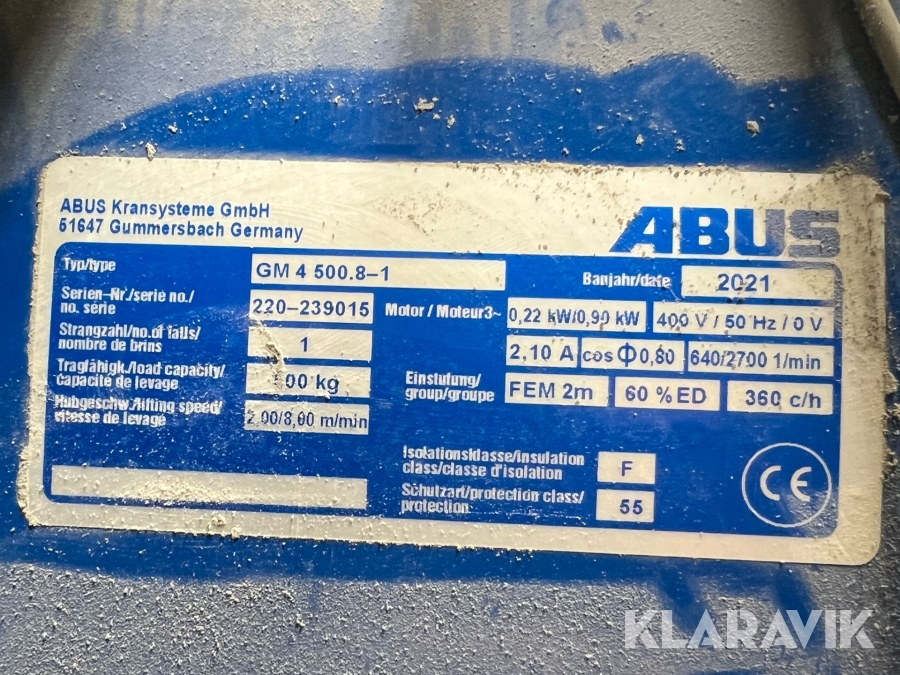 ABUS Kransysteme GmbH
51647 Gummersbach Germany
ABUS
Typ/type
GM 4 500.8-1
Baujahr/date
2021
Serien-Nr./serie no./
no. série
220-239015
Motor / Moteur3~
0,22 kW/0,90 kW
400 V / 50 Hz / 0 V
Strangzahl/no.of falls/
nombre de brins
1
2,10 A
cos Φ 0,80
640/2700 1/min
Tragfähigk./load capacity/
capacité de levage
00 kg
Einstufung/
group/groupe
FEM 2m
60 % ED
360 c/h
Hubgeschw./lifting speed/
vitesse de levage
2,00/8,00 m/min
Isolationsklasse/insulation
class/classe d'isolation
F
Schutzart/protection class/
protection
55
CE
KLARAVIK